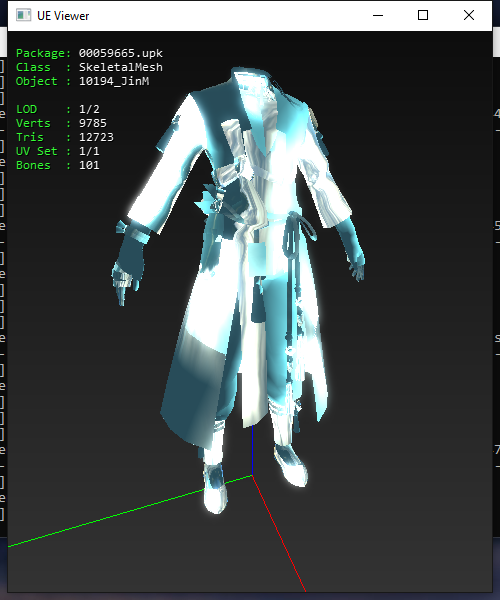 UE Viewer
Package: 00059665.upk
Class : SkeletalMesh
Object : 10194_JinM
LOD : 1/2
Verts : 9785
Tris : 12723
UV Set : 1/1
Bones : 101